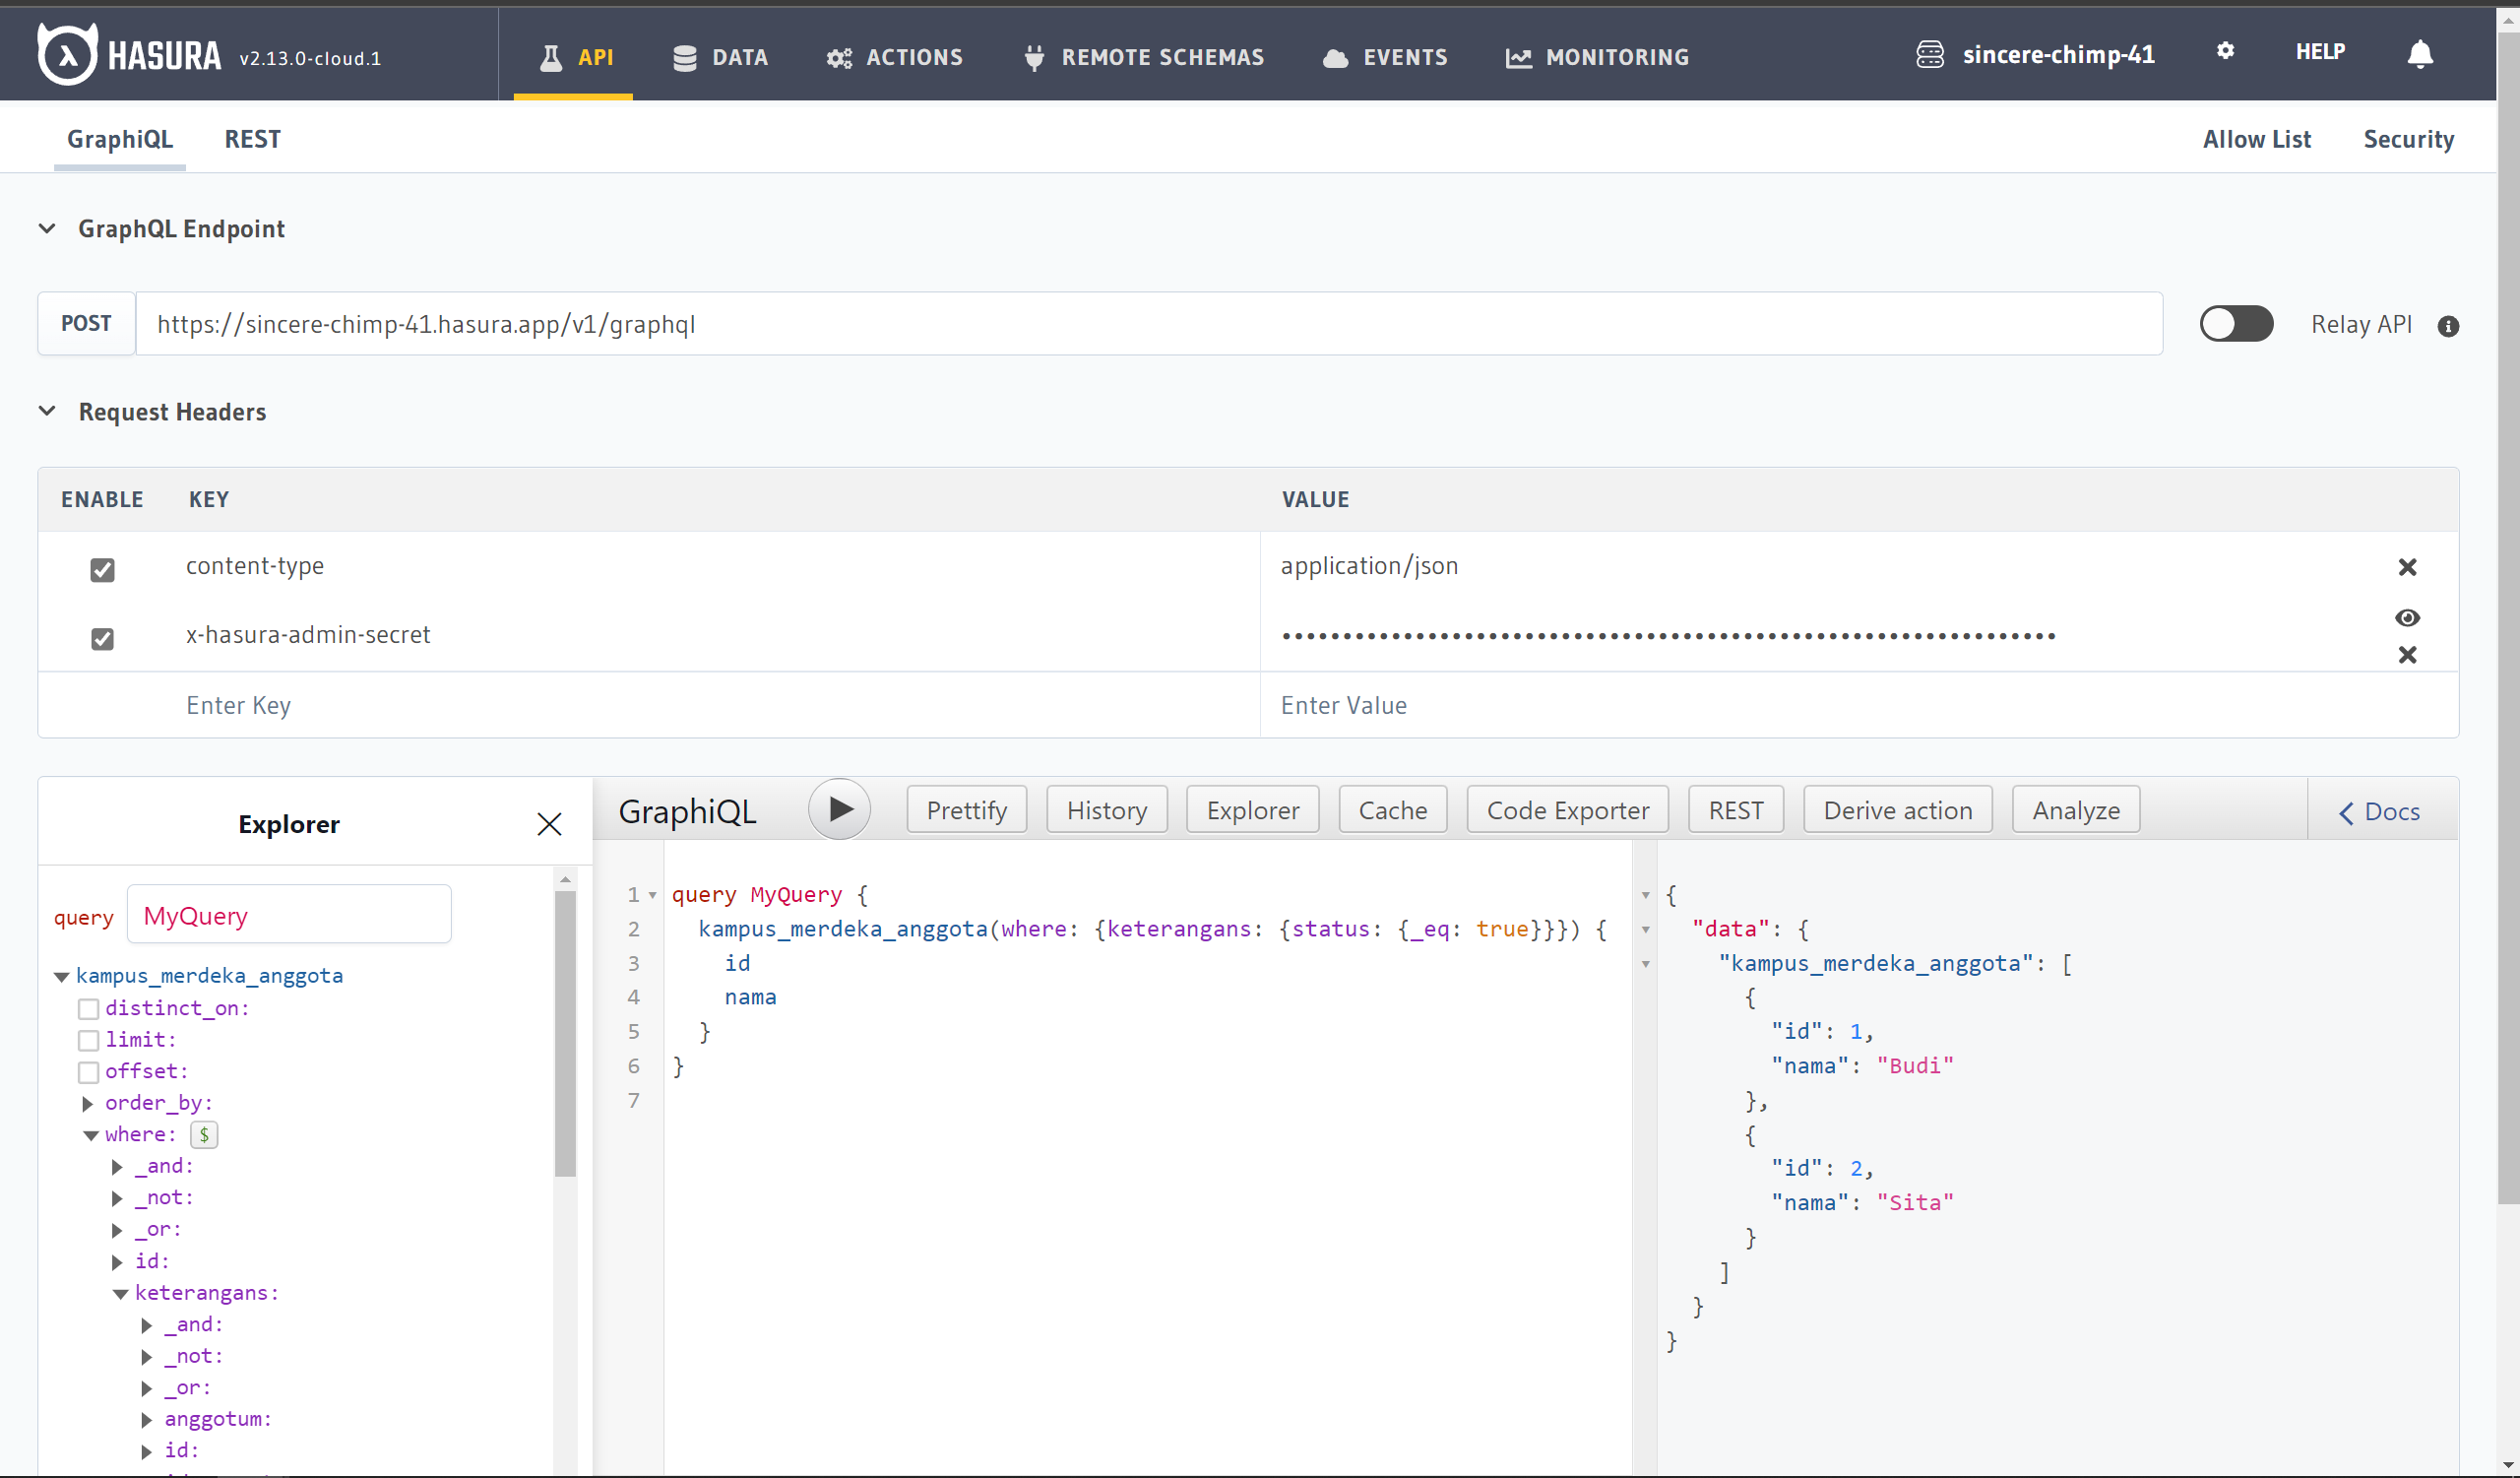 HASURA v2.13.0-cloud.1 API DATA ACTIONS REMOTE SCHEMAS EVENTS MONITORING sincere-chimp-41 HELP
GraphiQL REST Allow List Security
GraphQL Endpoint
POST https://sincere-chimp-41.hasura.app/v1/graphql Relay API
Request Headers
ENABLE KEY VALUE
content-type application/json
x-hasura-admin-secret ••••••••••••••••••••••••••••••••••••••••••••••••••••••••••••••••
Enter Key Enter Value
Explorer
query MyQuery
kampus_merdeka_anggota
distinct_on:
limit:
offset:
order_by:
where: $
_and:
_not:
_or:
id:
keterangans:
_and:
_not:
_or:
anggotum:
id:
GraphiQL Prettify History Explorer Cache Code Exporter REST Derive action Analyze Docs
1 query MyQuery {
2 kampus_merdeka_anggota(where: {keterangans: {status: {_eq: true}}}) {
3 id
4 nama
5 }
6 }
7
{
"data": {
"kampus_merdeka_anggota": [
{
"id": 1,
"nama": "Budi"
},
{
"id": 2,
"nama": "Sita"
}
]
}
}